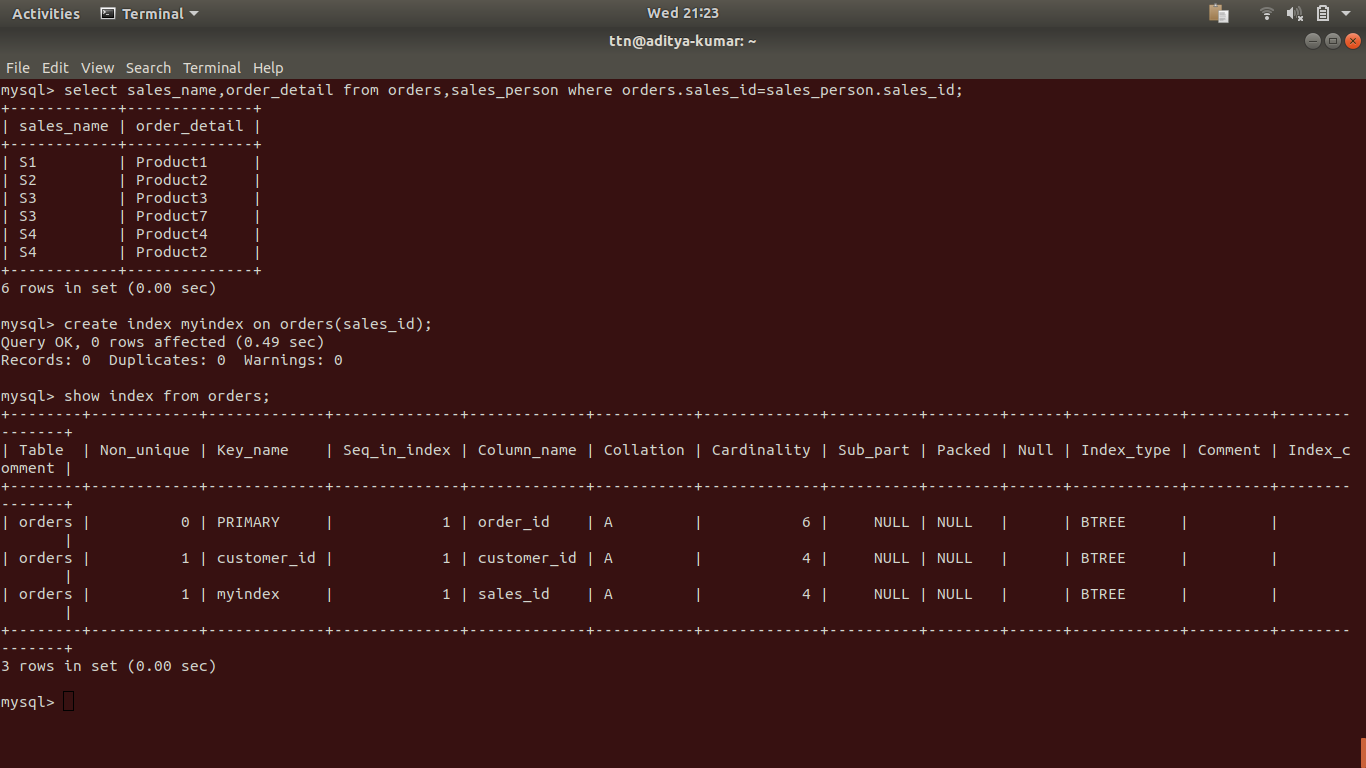 Activities Terminal Wed 21:23
ttn@aditya-kumar: ~
File Edit View Search Terminal Help
mysql> select sales_name,order_detail from orders,sales_person where orders.sales_id=sales_person.sales_id;
+------------+--------------+
| sales_name | order_detail |
+------------+--------------+
| S1         | Product1     |
| S2         | Product2     |
| S3         | Product3     |
| S3         | Product7     |
| S4         | Product4     |
| S4         | Product2     |
+------------+--------------+
6 rows in set (0.00 sec)
mysql> create index myindex on orders(sales_id);
Query OK, 0 rows affected (0.49 sec)
Records: 0  Duplicates: 0  Warnings: 0
mysql> show index from orders;
+--------+------------+-------------+--------------+-------------+-----------+-------------+----------+--------+------+------------+---------+--------
-------+
| Table  | Non_unique | Key_name    | Seq_in_index | Column_name | Collation | Cardinality | Sub_part | Packed | Null | Index_type | Comment | Index_c
omment |
+--------+------------+-------------+--------------+-------------+-----------+-------------+----------+--------+------+------------+---------+--------
-------+
| orders |          0 | PRIMARY     |            1 | order_id    | A         |           6 |     NULL | NULL   |      | BTREE      |         |
       |
| orders |          1 | customer_id |            1 | customer_id | A         |           4 |     NULL | NULL   |      | BTREE      |         |
       |
| orders |          1 | myindex     |            1 | sales_id    | A         |           4 |     NULL | NULL   |      | BTREE      |         |
       |
+--------+------------+-------------+--------------+-------------+-----------+-------------+----------+--------+------+------------+---------+--------
-------+
3 rows in set (0.00 sec)
mysql>